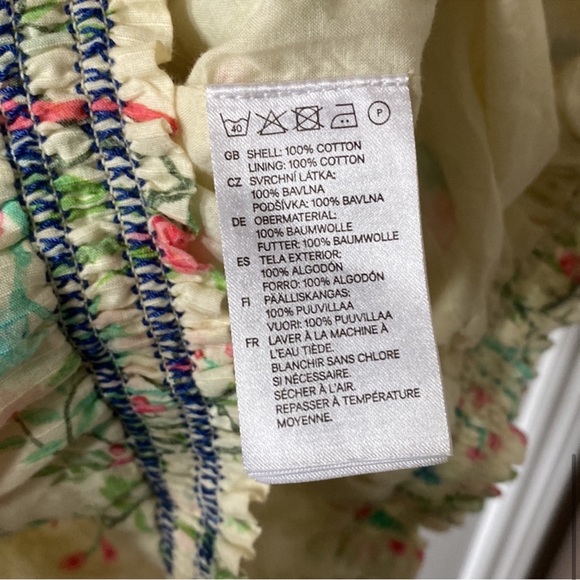 40 P
GB SHELL: 100% COTTON
LINING: 100% COTTON
CZ SVRCHNÍ LÁTKA:
100% BAVLNA
PODŠÍVKA: 100% BAVLNA
DE OBERMATERIAL:
100% BAUMWOLLE
FUTTER: 100% BAUMWOLLE
ES TELA EXTERIOR:
100% ALGODÓN
FORRO: 100% ALGODÓN
FI PÄÄLLISKANGAS:
100% PUUVILLAA
VUORI: 100% PUUVILLAA
FR LAVER À LA MACHINE À
L'EAU TIÈDE.
BLANCHIR SANS CHLORE
SI NÉCESSAIRE.
SÉCHER À L'AIR.
REPASSER À TEMPÉRATURE
MOYENNE.